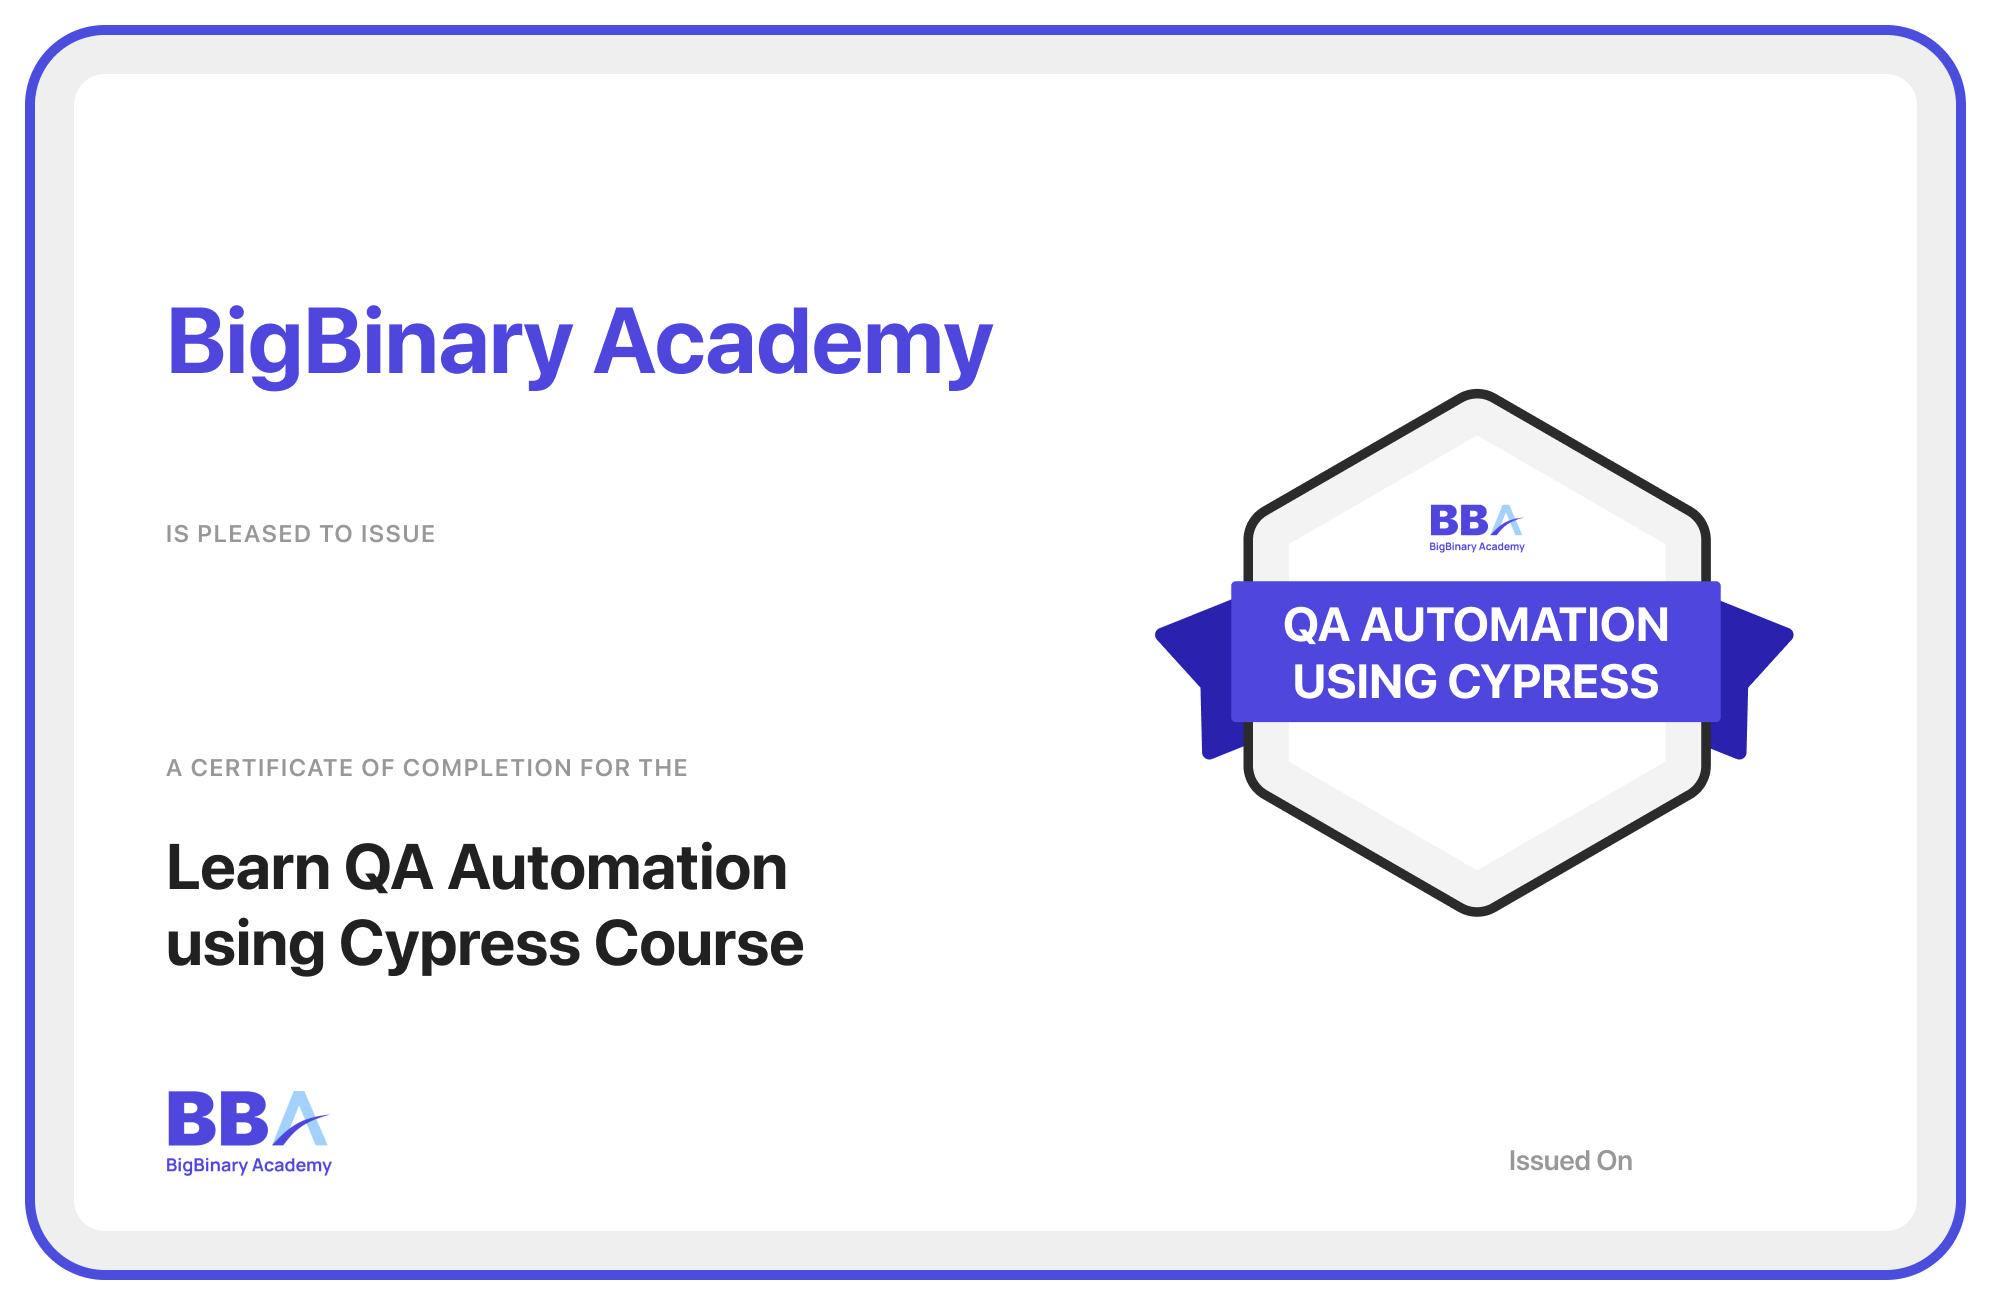 BigBinary Academy
IS PLEASED TO ISSUE
A CERTIFICATE OF COMPLETION FOR THE
Learn QA Automation
using Cypress Course
BBA
BigBinary Academy
QA AUTOMATION
USING CYPRESS
BBA
BigBinary Academy
Issued On